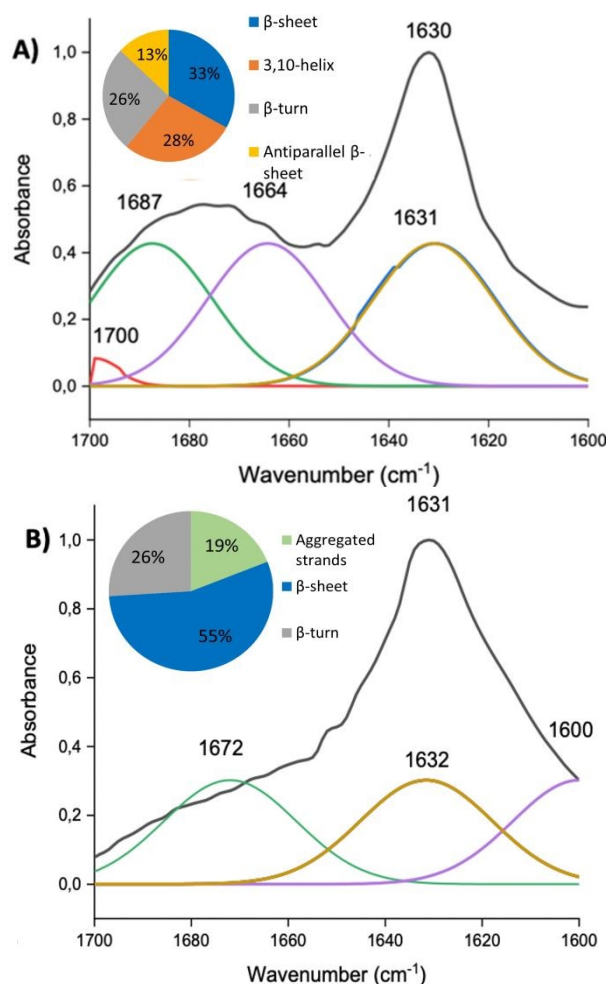 A)
β-sheet
3,10-helix
β-turn
Antiparallel β-
sheet
13%
33%
26%
28%
1630
1687
1664
1631
1700
1,0
0,8
0,6
0,4
0,2
0,0
Absorbance
1700 1680 1660 1640 1620 1600
Wavenumber (cm-1)
B)
Aggregated
strands
β-sheet
β-turn
26%
19%
55%
1631
1600
1672
1632
1,0
0,8
0,6
0,4
0,2
0,0
Absorbance
1700 1680 1660 1640 1620 1600
Wavenumber (cm-1)